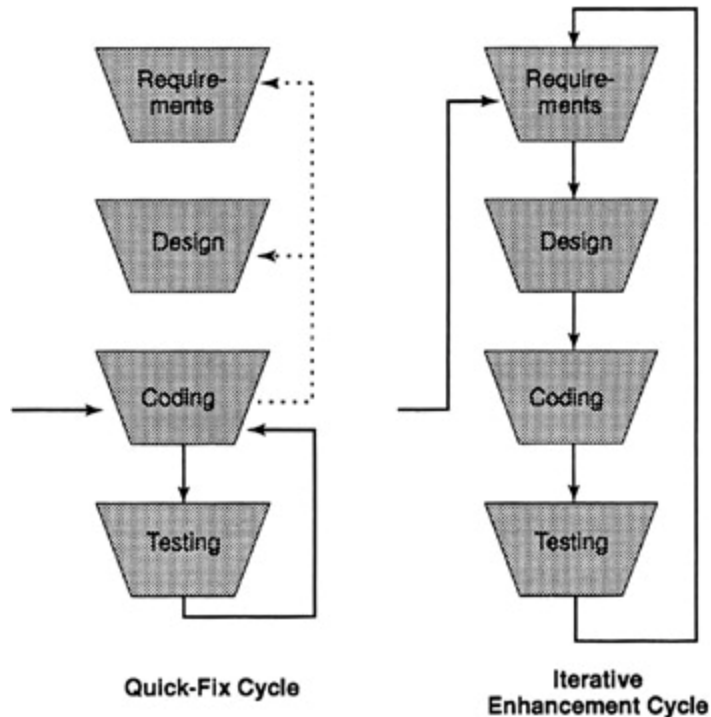 Require-
ments
Design
Coding
Testing
Quick-Fix Cycle
Require-
ments
Design
Coding
Testing
Iterative
Enhancement Cycle